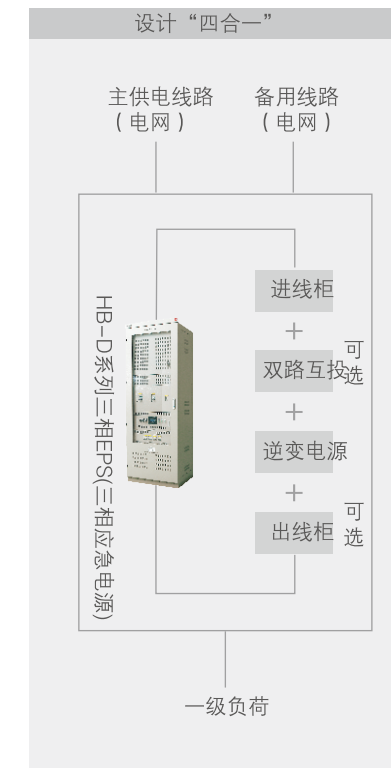 设计“四合一”
主供电线路
（电网）
备用线路
（电网）
HB-D系列三相EPS(三相应急电源)
进线柜
+
双路互投
可选
+
逆变电源
+
出线柜
可选
一级负荷